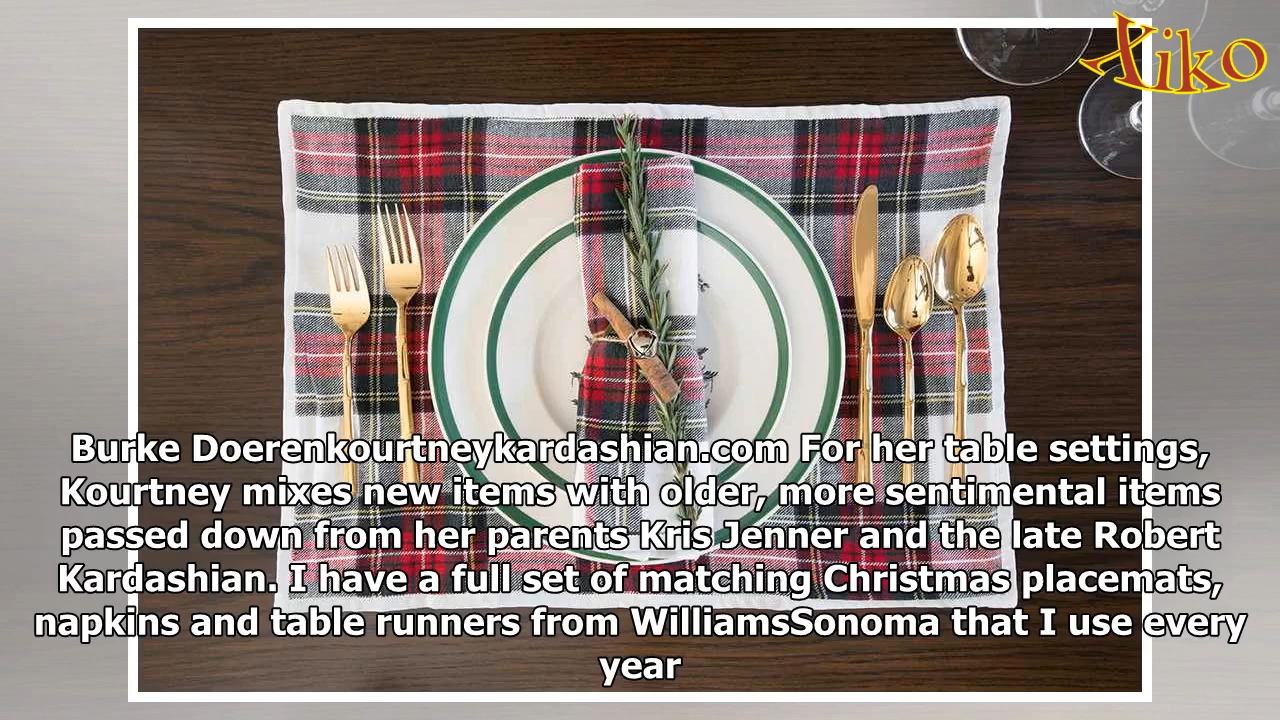 Xiko
Burke Doerenkourtneykardashian.com For her table settings,
Kourtney mixes new items with older, more sentimental items
passed down from her parents Kris Jenner and the late Robert
Kardashian. I have a full set of matching Christmas placemats,
napkins and table runners from WilliamsSonoma that I use every
year